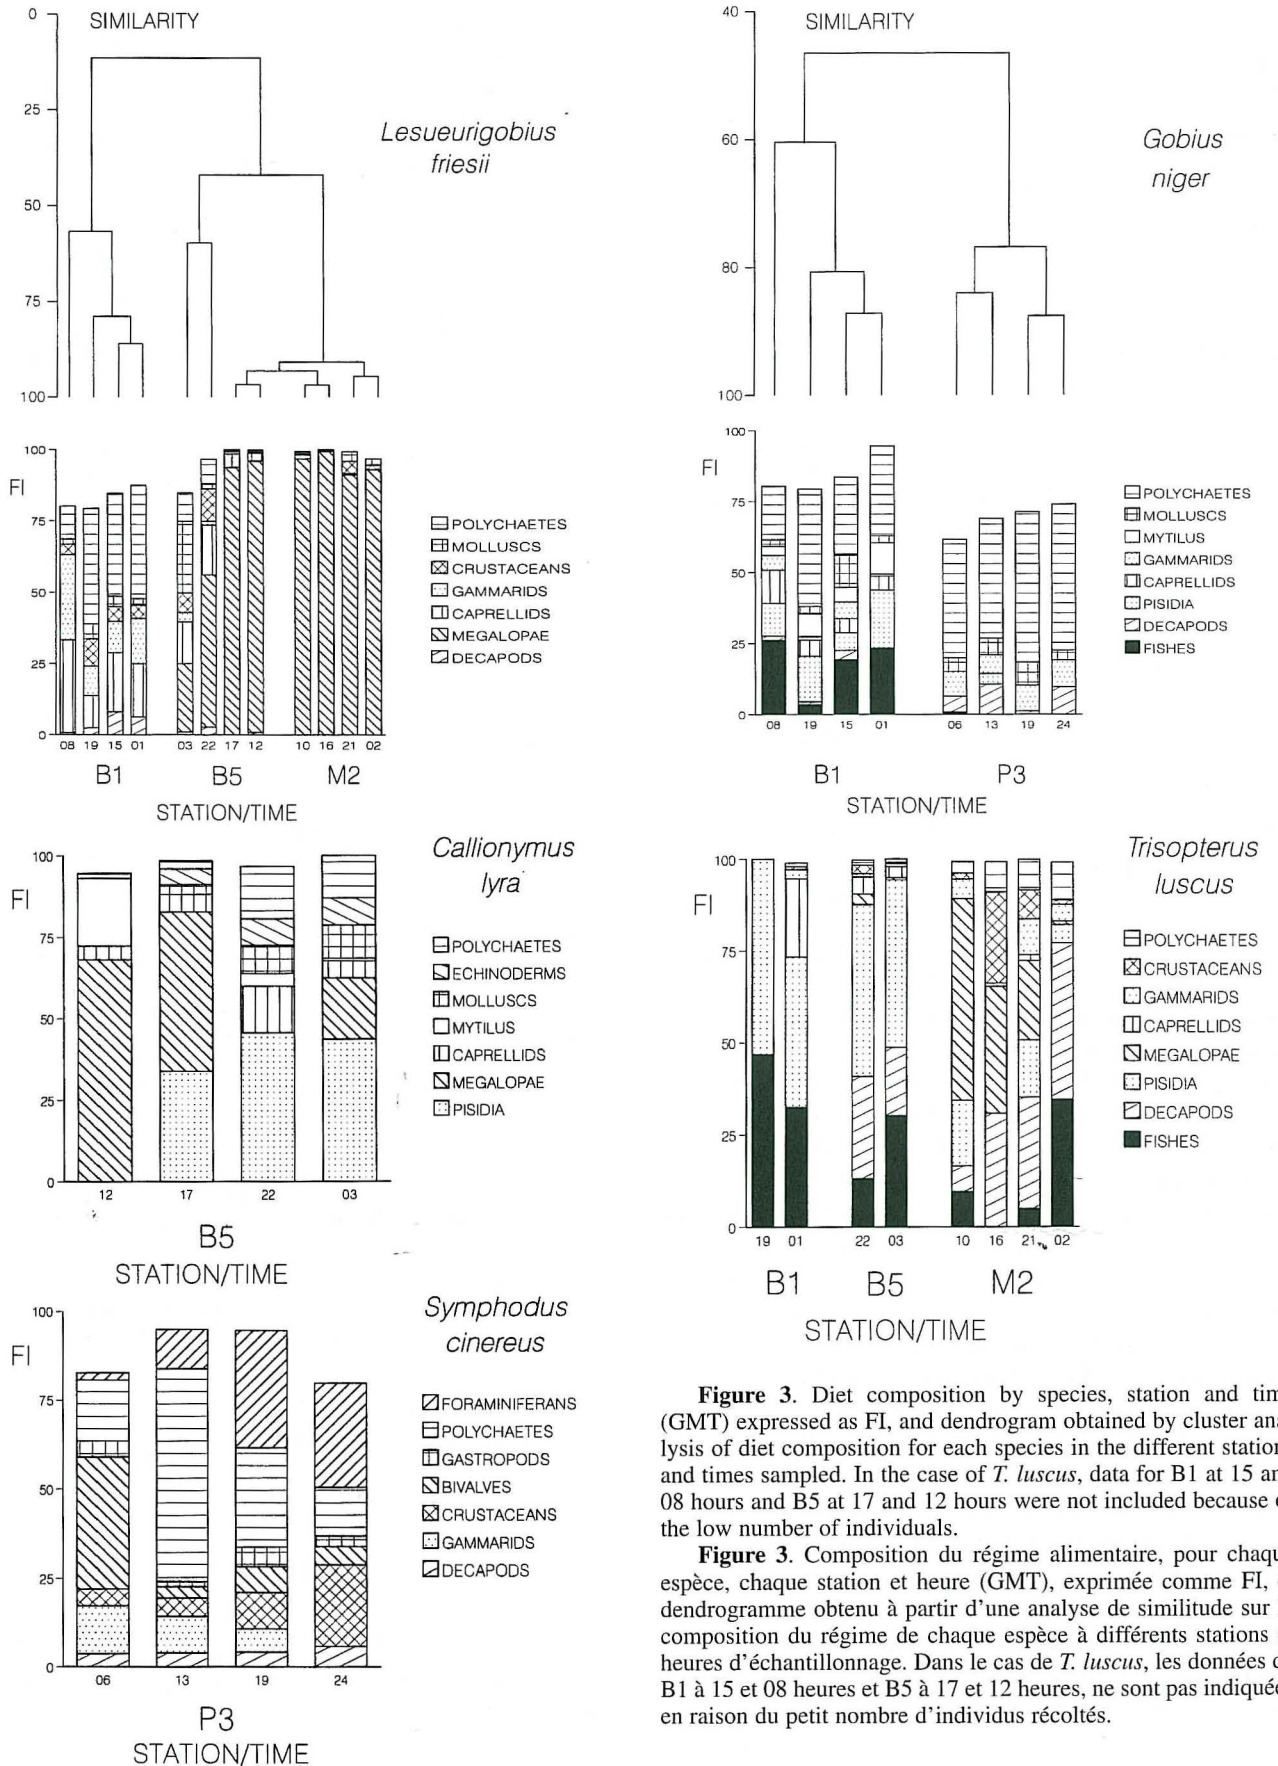 SIMILARITY
0
25
50
75
100
Lesueurigobius
friesii
FI
100
75
50
25
0
08 19 15 01 03 22 17 12 10 16 21 02
B1 B5 M2
STATION/TIME
POLYCHAETES
MOLLUSCS
CRUSTACEANS
GAMMARIDS
CAPRELLIDS
MEGALOPAE
DECAPODS
SIMILARITY
40
60
80
100
Gobius
niger
FI
100
75
50
25
0
08 19 15 01 06 13 19 24
B1 P3
STATION/TIME
POLYCHAETES
MOLLUSCS
MYTILUS
GAMMARIDS
CAPRELLIDS
PISIDIA
DECAPODS
FISHES
Callionymus
lyra
FI
100
75
50
25
0
12 17 22 03
B5
STATION/TIME
POLYCHAETES
ECHINODERMS
MOLLUSCS
MYTILUS
CAPRELLIDS
MEGALOPAE
PISIDIA
Trisopterus
luscus
FI
100
75
50
25
0
19 01 22 03 10 16 21 02
B1 B5 M2
STATION/TIME
POLYCHAETES
CRUSTACEANS
GAMMARIDS
CAPRELLIDS
MEGALOPAE
PISIDIA
DECAPODS
FISHES
Symphodus
cinereus
FI
100
75
50
25
0
06 13 19 24
P3
STATION/TIME
FORAMINIFERANS
POLYCHAETES
GASTROPODS
BIVALVES
CRUSTACEANS
GAMMARIDS
DECAPODS
Figure 3. Diet composition by species, station and tim
(GMT) expressed as FI, and dendrogram obtained by cluster ana
lysis of diet composition for each species in the different station
and times sampled. In the case of T. luscus, data for B1 at 15 an
08 hours and B5 at 17 and 12 hours were not included because o
the low number of individuals.
Figure 3. Composition du régime alimentaire, pour chaqu
espèce, chaque station et heure (GMT), exprimée comme FI,
dendrogramme obtenu à partir d'une analyse de similitude sur
composition du régime de chaque espèce à différents stations
heures d'échantillonnage. Dans le cas de T. luscus, les données d
B1 à 15 et 08 heures et B5 à 17 et 12 heures, ne sont pas indiquée
en raison du petit nombre d'individus récoltés.